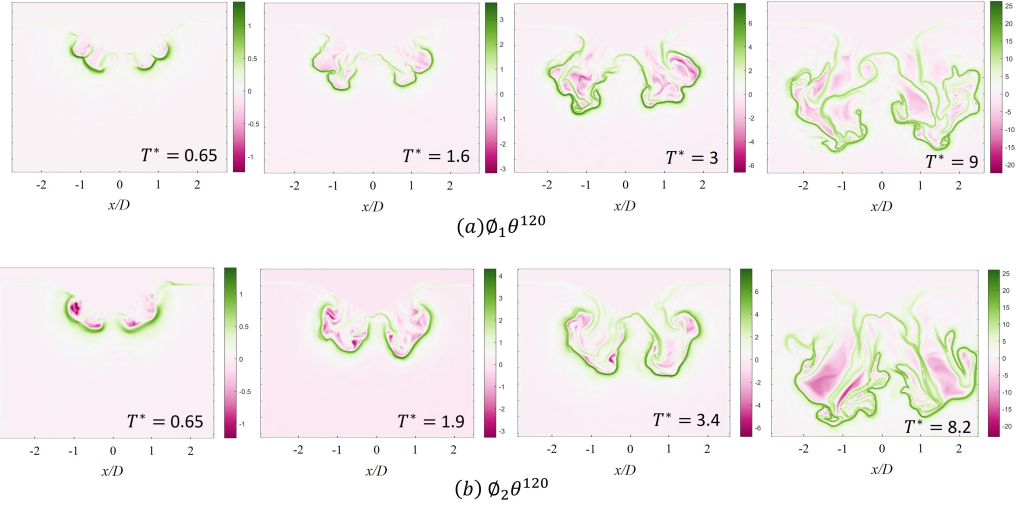 1
0.5
0
-0.5
-1
T* = 0.65
-2 -1 0 1 2
x/D
3
2
1
0
-1
-2
-3
T* = 1.6
-2 -1 0 1 2
x/D
6
4
2
0
-2
-4
-6
T* = 3
-2 -1 0 1 2
x/D
25
20
15
10
5
0
-5
-10
-15
-20
T* = 9
-2 -1 0 1 2
x/D
(a)∅₁θ¹²⁰
1
0.5
0
-0.5
-1
T* = 0.65
-2 -1 0 1 2
x/D
4
3
2
1
0
-1
-2
-3
T* = 1.9
-2 -1 0 1 2
x/D
6
4
2
0
-2
-4
-6
T* = 3.4
-2 -1 0 1 2
x/D
25
20
15
10
5
0
-5
-10
-15
-20
T* = 8.2
-2 -1 0 1 2
x/D
(b) ∅₂θ¹²⁰